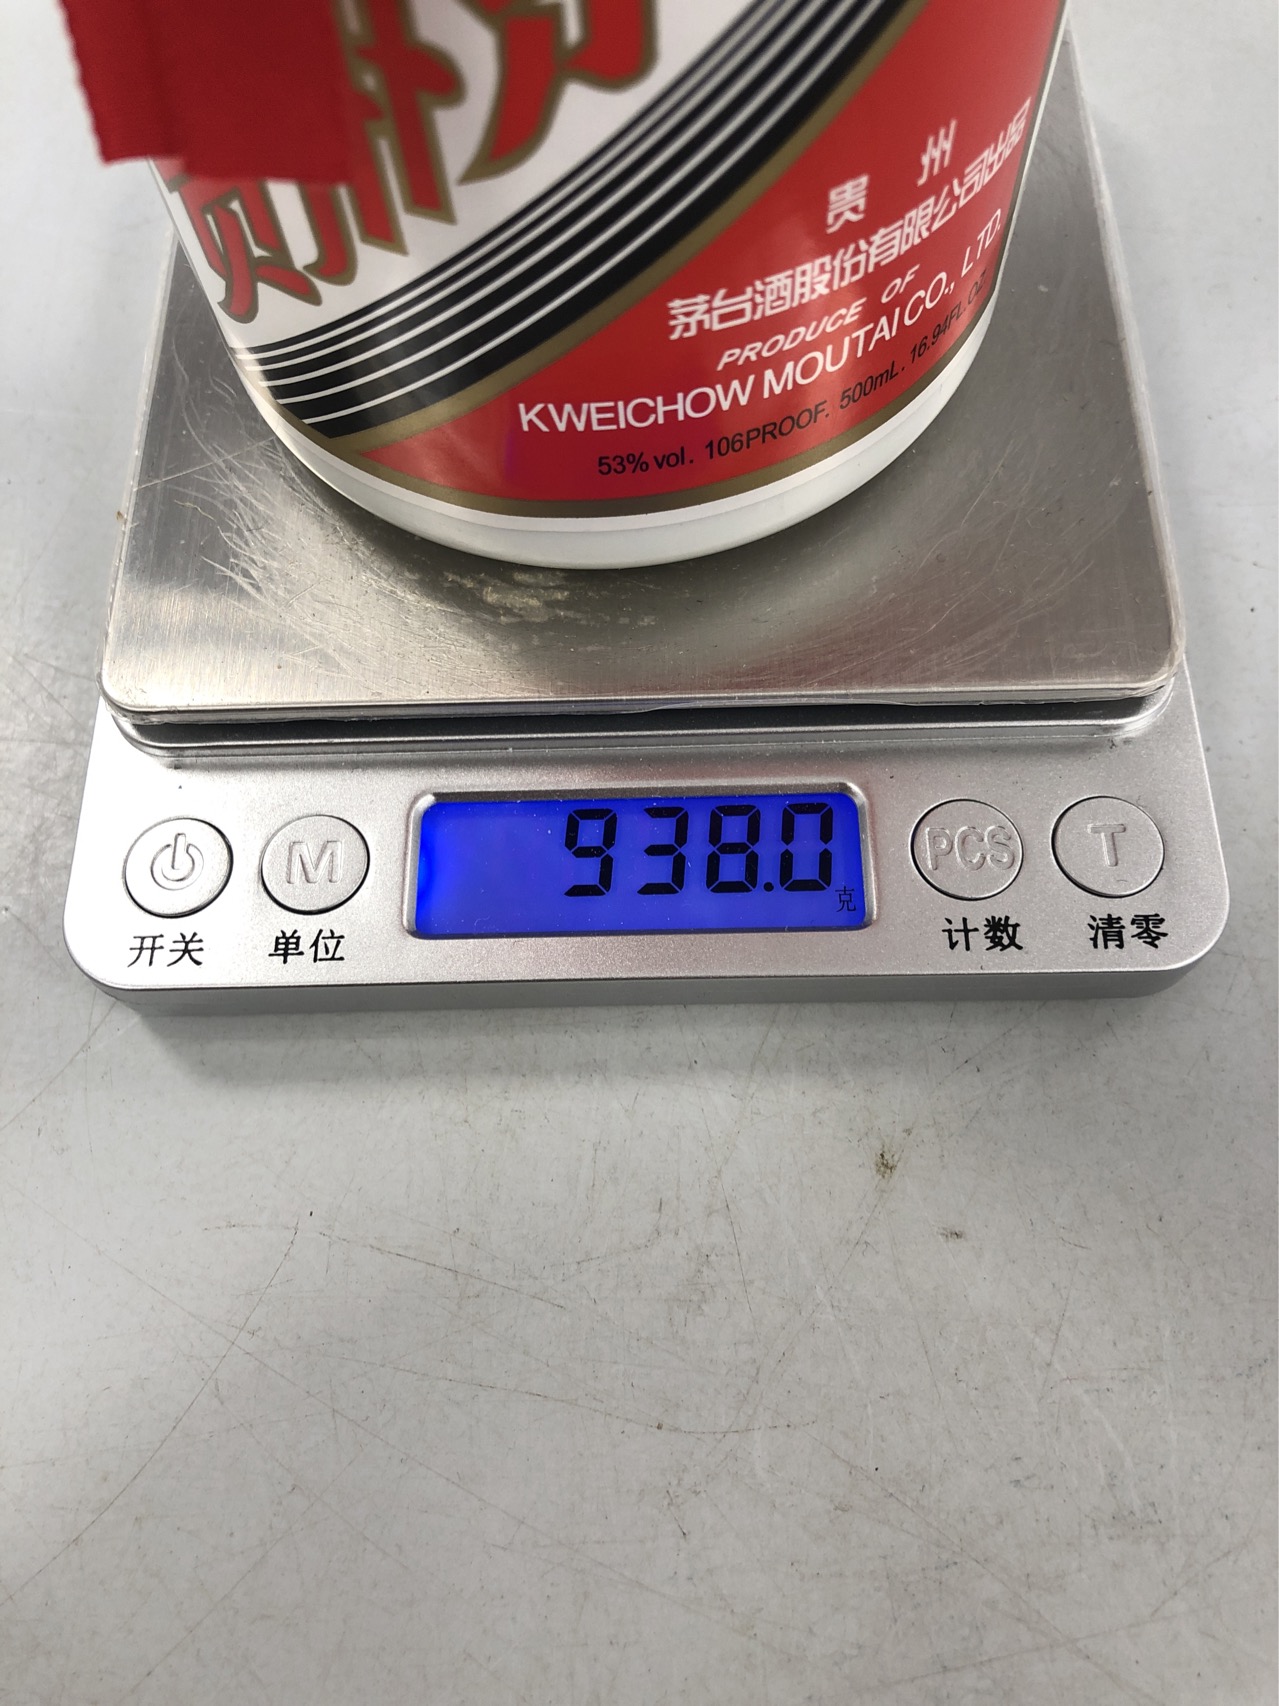 贵州
茅台酒股份有限公司出品
PRODUCE OF
KWEICHOW MOUTAI CO., LTD.
53% vol. 106PROOF. 500mL. 16.94FL.OZ
938.0
克
M
PCS
T
开关
单位
计数
清零